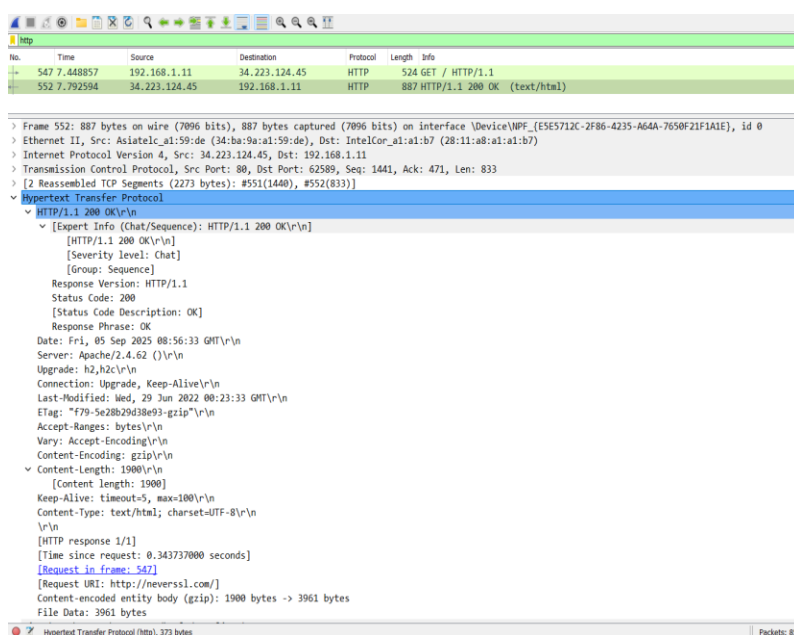 http
No. Time Source Destination Protocol Length Info
547 7.448857 192.168.1.11 34.223.124.45 HTTP 524 GET / HTTP/1.1
552 7.792594 34.223.124.45 192.168.1.11 HTTP 887 HTTP/1.1 200 OK (text/html)
Frame 552: 887 bytes on wire (7096 bits), 887 bytes captured (7096 bits) on interface \Device\NPF_{E5E5712C-2F86-4235-A64A-7650F21F1A1E}, id 0
Ethernet II, Src: Asiatelc_a1:59:de (34:ba:9a:a1:59:de), Dst: IntelCor_a1:a1:b7 (28:11:a8:a1:a1:b7)
Internet Protocol Version 4, Src: 34.223.124.45, Dst: 192.168.1.11
Transmission Control Protocol, Src Port: 80, Dst Port: 62589, Seq: 1441, Ack: 471, Len: 833
[2 Reassembled TCP Segments (2273 bytes): #551(1440), #552(833)]
Hypertext Transfer Protocol
HTTP/1.1 200 OK\r\n
[Expert Info (Chat/Sequence): HTTP/1.1 200 OK\r\n]
[HTTP/1.1 200 OK\r\n]
[Severity level: Chat]
[Group: Sequence]
Response Version: HTTP/1.1
Status Code: 200
[Status Code Description: OK]
Response Phrase: OK
Date: Fri, 05 Sep 2025 08:56:33 GMT\r\n
Server: Apache/2.4.62 ()\r\n
Upgrade: h2,h2c\r\n
Connection: Upgrade, Keep-Alive\r\n
Last-Modified: Wed, 29 Jun 2022 00:23:33 GMT\r\n
ETag: "f79-5e28b29d38e93-gzip"\r\n
Accept-Ranges: bytes\r\n
Vary: Accept-Encoding\r\n
Content-Encoding: gzip\r\n
Content-Length: 1900\r\n
[Content length: 1900]
Keep-Alive: timeout=5, max=100\r\n
Content-Type: text/html; charset=UTF-8\r\n
\r\n
[HTTP response 1/1]
[Time since request: 0.343737000 seconds]
[Request in frame: 547]
[Request URI: http://neverssl.com/]
Content-encoded entity body (gzip): 1900 bytes -> 3961 bytes
File Data: 3961 bytes
Hypertext Transfer Protocol (http), 373 bytes Packets: 8